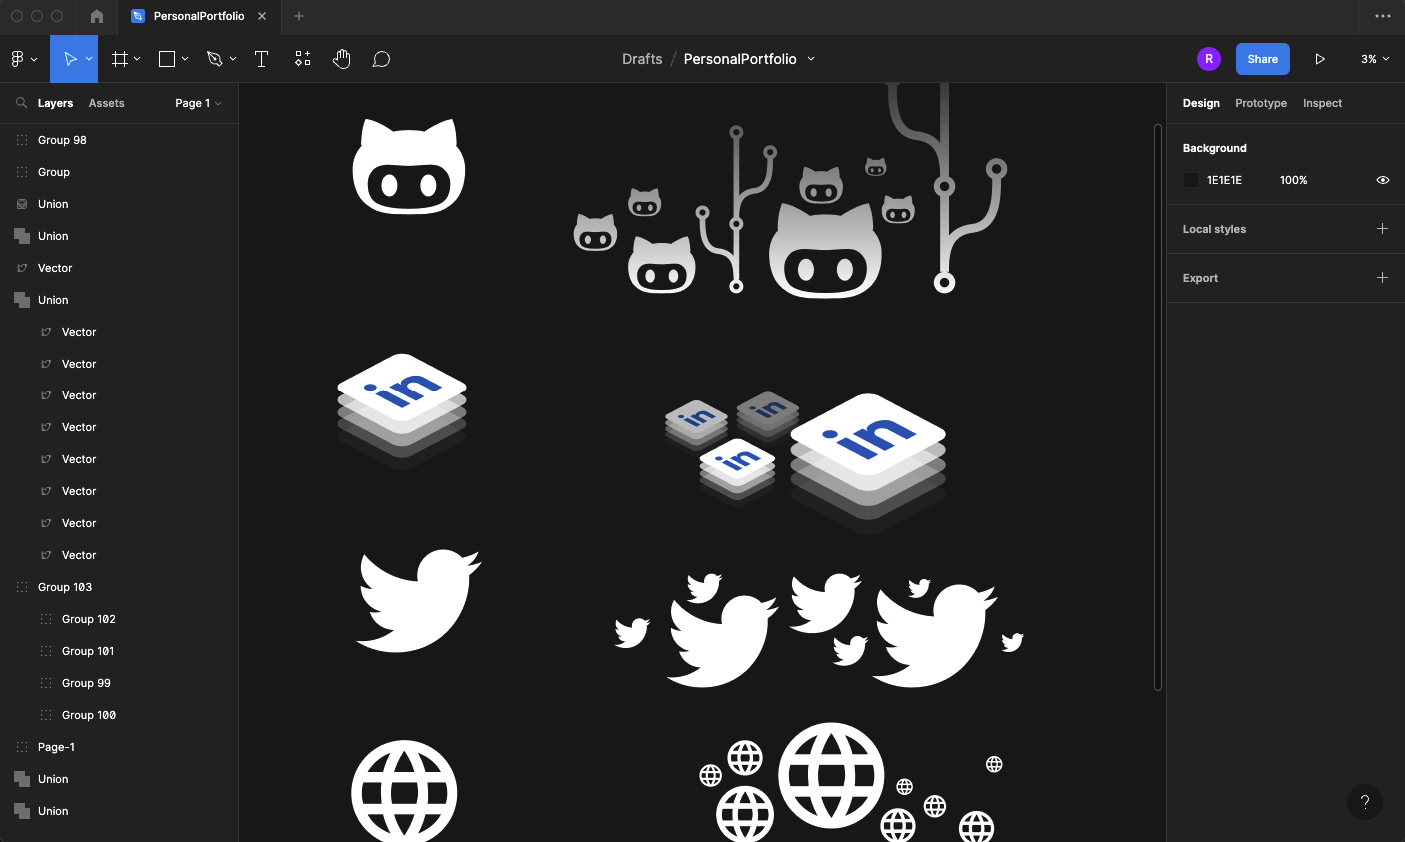 PersonalPortfolio
Drafts / PersonalPortfolio
R
Share
3%
Layers
Assets
Page 1
Group 98
Group
Union
Union
Vector
Union
Vector
Vector
Vector
Vector
Vector
Vector
Vector
Vector
Group 103
Group 102
Group 101
Group 99
Group 100
Page-1
Union
Union
in
in
in
in
in
Design
Prototype
Inspect
Background
1E1E1E
100%
Local styles
Export
?